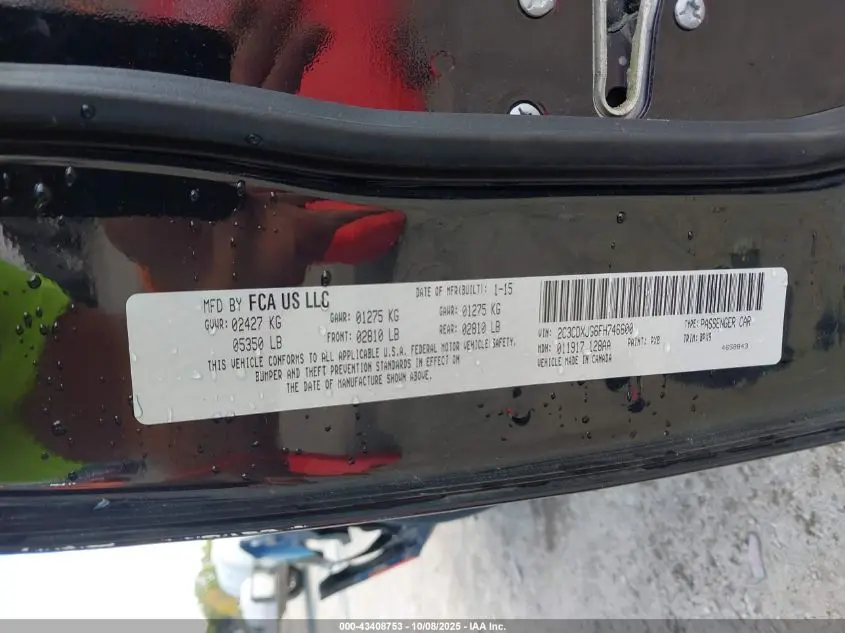 MFD BY FCA US LLC
DATE OF MFR(BUILT): 1-15
GVWR: 02427 KG
GAWR: 01275 KG
GAWR: 01275 KG
05350 LB
FRONT: 02810 LB
REAR: 02810 LB
THIS VEHICLE CONFORMS TO ALL APPLICABLE U.S.A. FEDERAL MOTOR VEHICLE SAFETY,
BUMPER AND THEFT PREVENTION STANDARDS IN EFFECT ON
THE DATE OF MANUFACTURE SHOWN ABOVE.
VIN: 2C3CDXJG6FH746600
TYPE: PASSENGER CAR
MDH: 011917 L28AA
PAINT: PX8
TRIM:
VEHICLE MADE IN CANADA
000-43408753 - 10/08/2025 - IAA Inc.